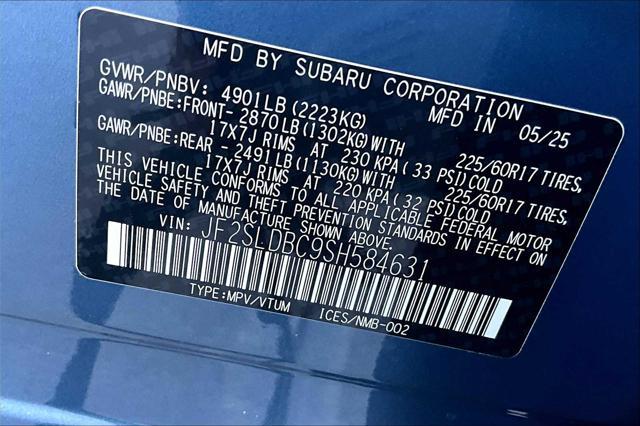 MFD BY SUBARU CORPORATION
GVWR/PNBV: 4901LB(2223KG) MFD IN 05/25
GAWR/PNBE:FRONT- 2870LB(1302KG)WITH 225/60R17 TIRES,
17X7J RIMS AT 230 KPA(33 PSI)COLD
GAWR/PNBE:REAR - 2491LB(1130KG)WITH 225/60R17 TIRES,
17X7J RIMS AT 220 KPA(32 PSI)COLD
THIS VEHICLE CONFORMS TO ALL APPLICABLE FEDERAL MOTOR
VEHICLE SAFETY AND THEFT PREVENTION STANDARDS IN EFFECT ON
THE DATE OF MANUFACTURE SHOWN ABOVE.
VIN: JF2SLDBC9SH584631
TYPE:MPV/VTUM ICES/NMB-002